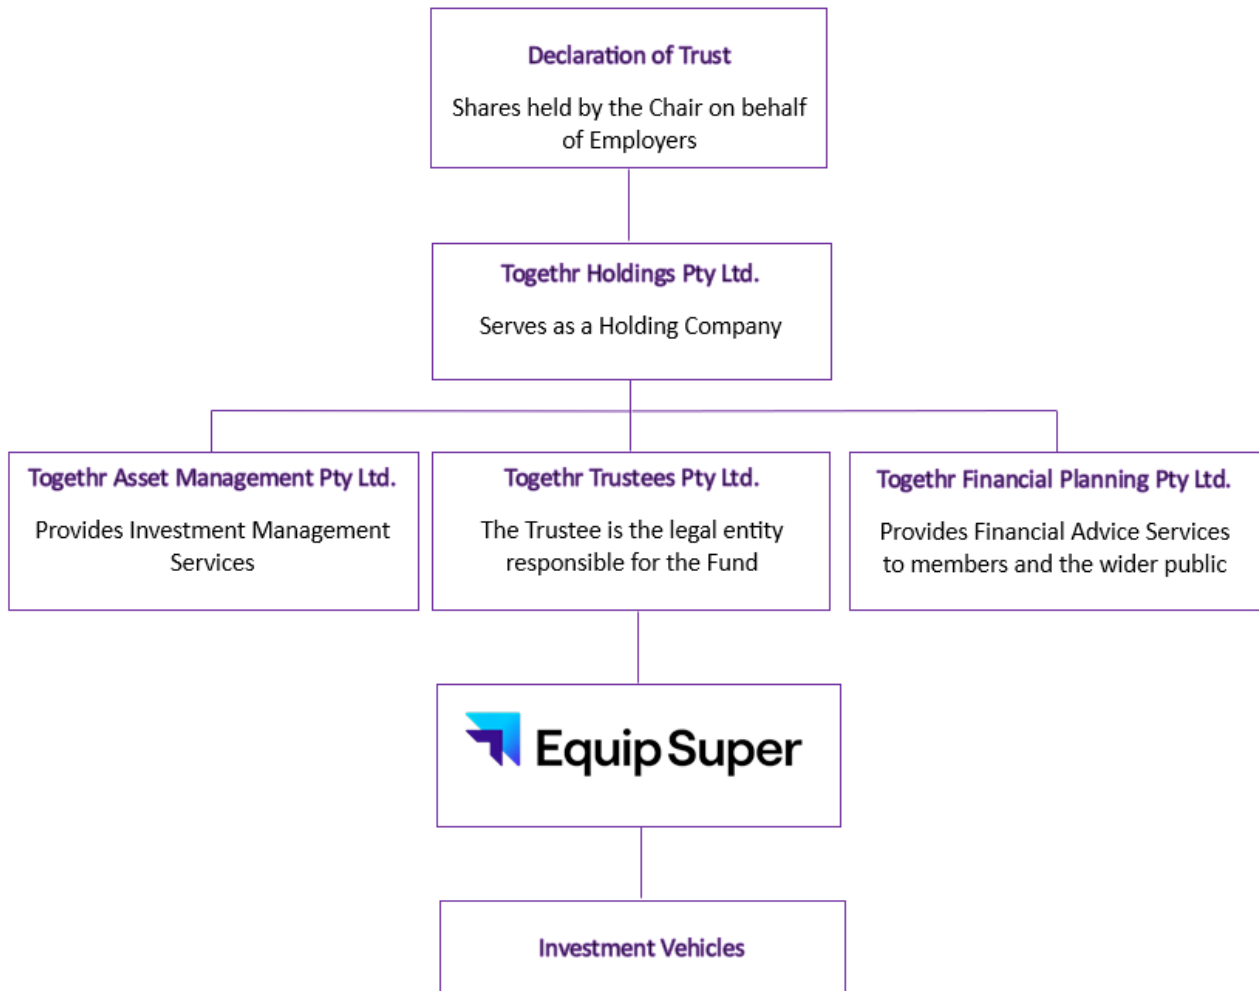 Declaration of Trust
Shares held by the Chair on behalf
of Employers
Togethr Holdings Pty Ltd.
Serves as a Holding Company
Togethr Asset Management Pty Ltd.
Provides Investment Management
Services
Togethr Trustees Pty Ltd.
The Trustee is the legal entity
responsible for the Fund
Togethr Financial Planning Pty Ltd.
Provides Financial Advice Services
to members and the wider public
Equip Super
Investment Vehicles